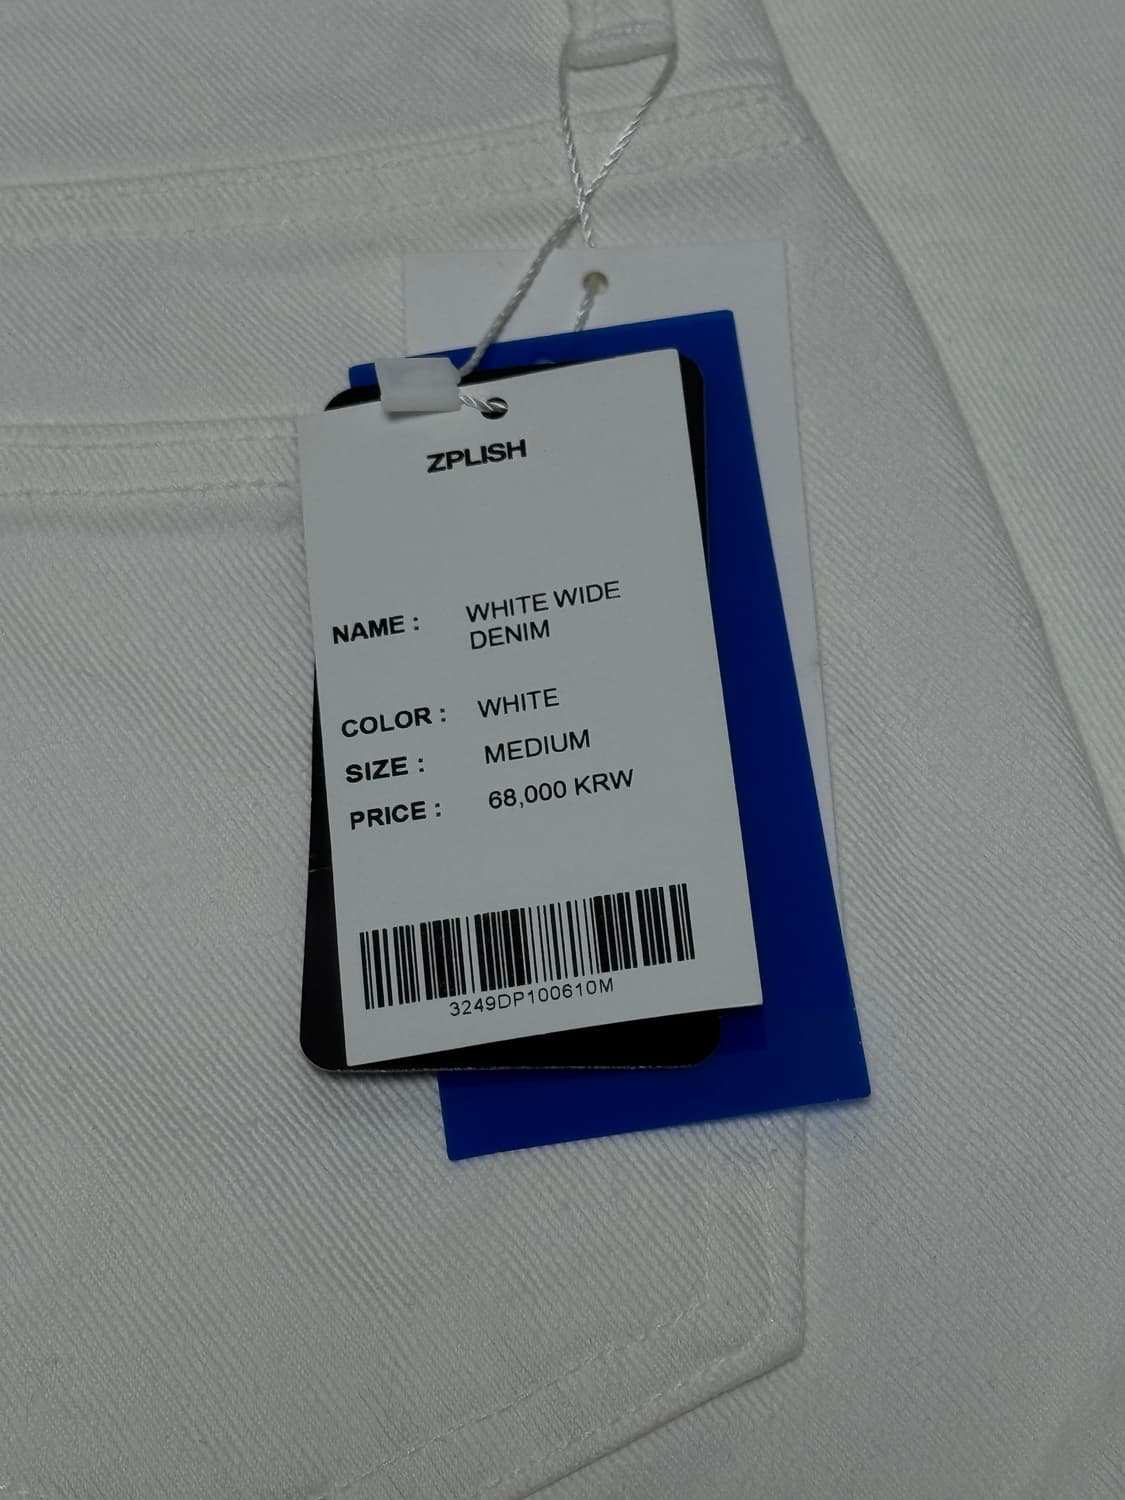 ZPLISH
NAME : WHITE WIDE
DENIM
COLOR : WHITE
SIZE : MEDIUM
PRICE : 68,000 KRW
3249DP100610M